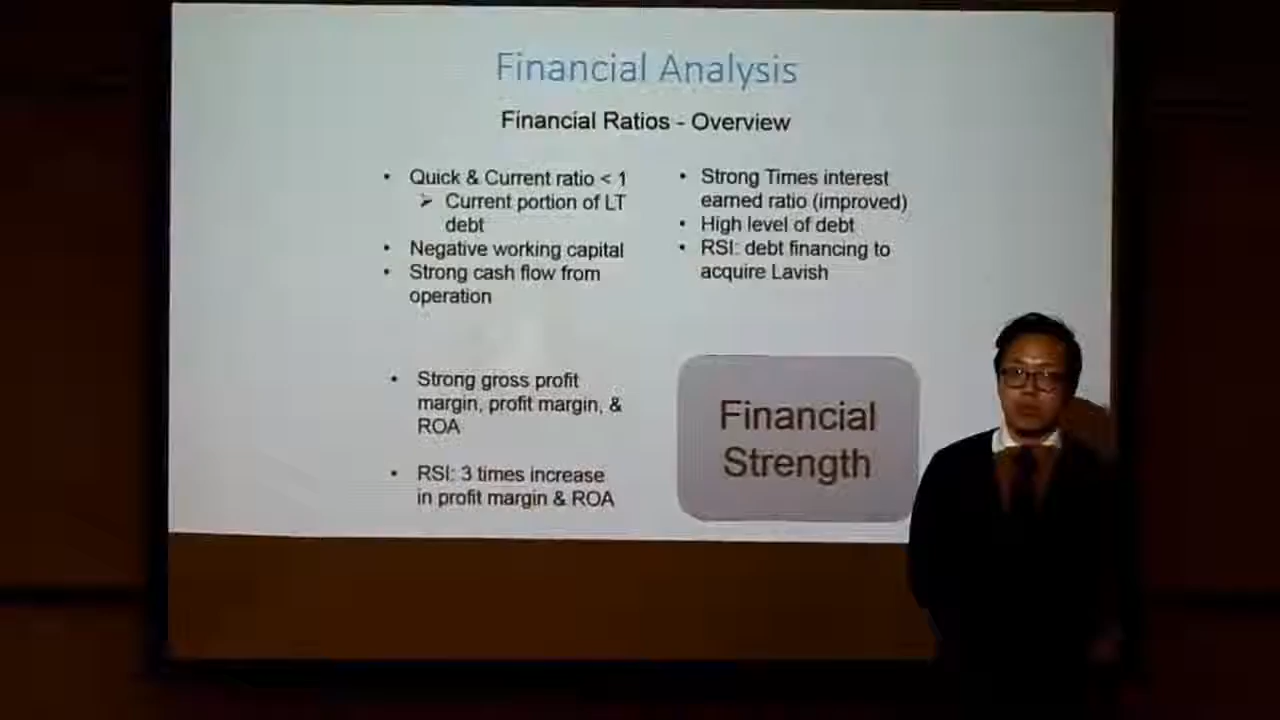 Financial Analysis
Financial Ratios - Overview
• Quick & Current ratio < 1
➢ Current portion of LT
debt
• Negative working capital
• Strong cash flow from
operation
• Strong Times interest
earned ratio (improved)
• High level of debt
• RSI: debt financing to
acquire Lavish
• Strong gross profit
margin, profit margin, &
ROA
• RSI: 3 times increase
in profit margin & ROA
Financial
Strength